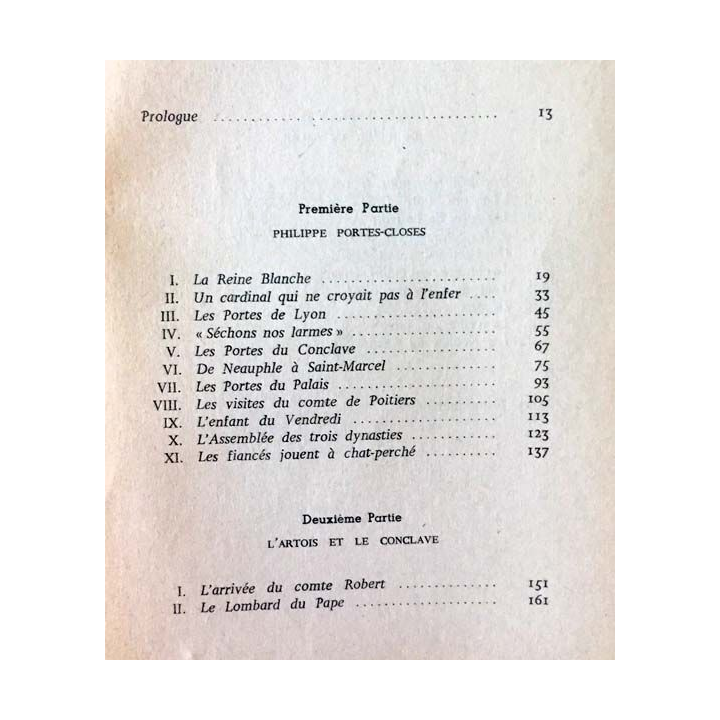 Prologue .......... ........................ 13
Première Partie
PHILIPPE PORTES-CLOSES
I. La Reine Blanche ........................ 19
II. Un cardinal qui ne croyait pas à l'enfer .... 33
III. Les Portes de Lyon ...................... 45
IV. « Séchons nos larmes » .................... 55
V. Les Portes du Conclave .................. 67
VI. De Neauphle à Saint-Marcel .............. 75
VII. Les Portes du Palais ...................... 93
VIII. Les visites du comte de Poitiers .......... 105
IX. L'enfant du Vendredi .................... 113
X. L'Assemblée des trois dynasties ............ 123
XI. Les fiancés jouent à chat-perché .......... 137
Deuxième Partie
L'ARTOIS ET LE CONCLAVE
I. L'arrivée du comte Robert .............. 151
II. Le Lombard du Pape .................... 161